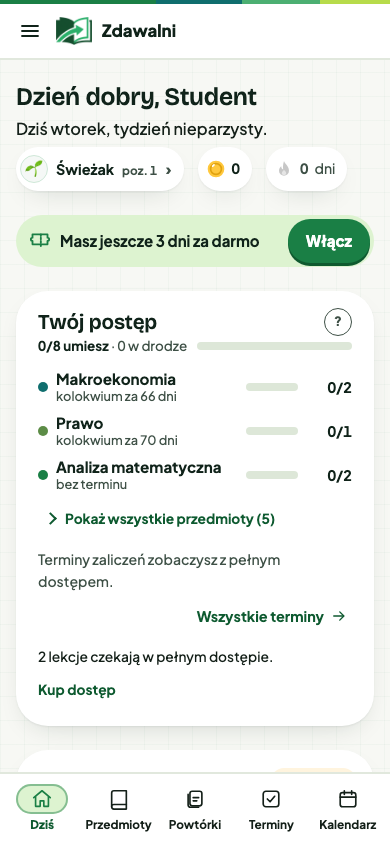 Zdawalni
Dzień dobry, Student
Dziś wtorek, tydzień nieparzysty.
Świeżak poz. 1 › 0 0 dni
Masz jeszcze 3 dni za darmo Włącz
Twój postęp ?
0/8 umiesz · 0 w drodze
Makroekonomia 0/2
kolokwium za 66 dni
Prawo 0/1
kolokwium za 70 dni
Analiza matematyczna 0/2
bez terminu
Pokaż wszystkie przedmioty (5)
Terminy zaliczeń zobaczysz z pełnym
dostępem.
Wszystkie terminy →
2 lekcje czekają w pełnym dostępie.
Kup dostęp
Dziś Przedmioty Powtórki Terminy Kalendarz